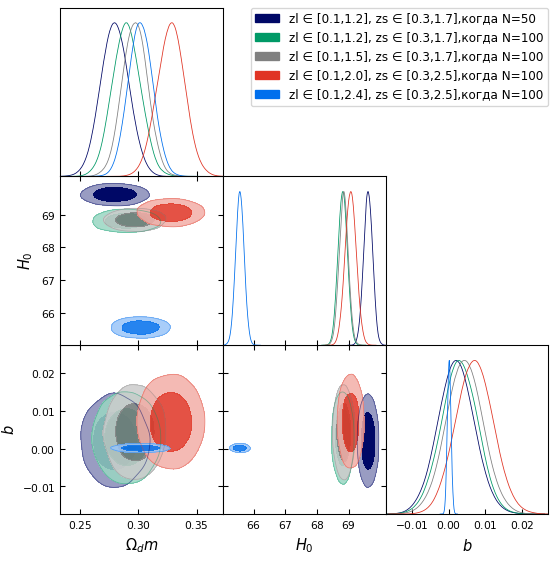 zl ∈ [0.1,1.2], zs ∈ [0.3,1.7],когда N=50
zl ∈ [0.1,1.2], zs ∈ [0.3,1.7],когда N=100
zl ∈ [0.1,1.5], zs ∈ [0.3,1.7],когда N=100
zl ∈ [0.1,2.0], zs ∈ [0.3,2.5],когда N=100
zl ∈ [0.1,2.4], zs ∈ [0.3,2.5],когда N=100
H₀
69
68
67
66
b
0.02
0.01
0.00
−0.01
0.25 0.30 0.35
66 67 68 69
−0.01 0.00 0.01 0.02
Ω_dm
H₀
b